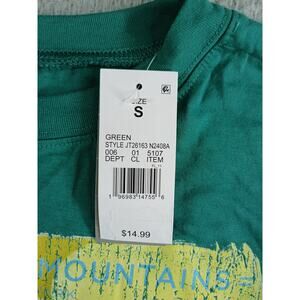 SIZE
S
GREEN
STYLE JT26163 N2408A
006 01 5107
DEPT CL ITEM
1 96983 14755 6
$14.99
MOUNTAINS =